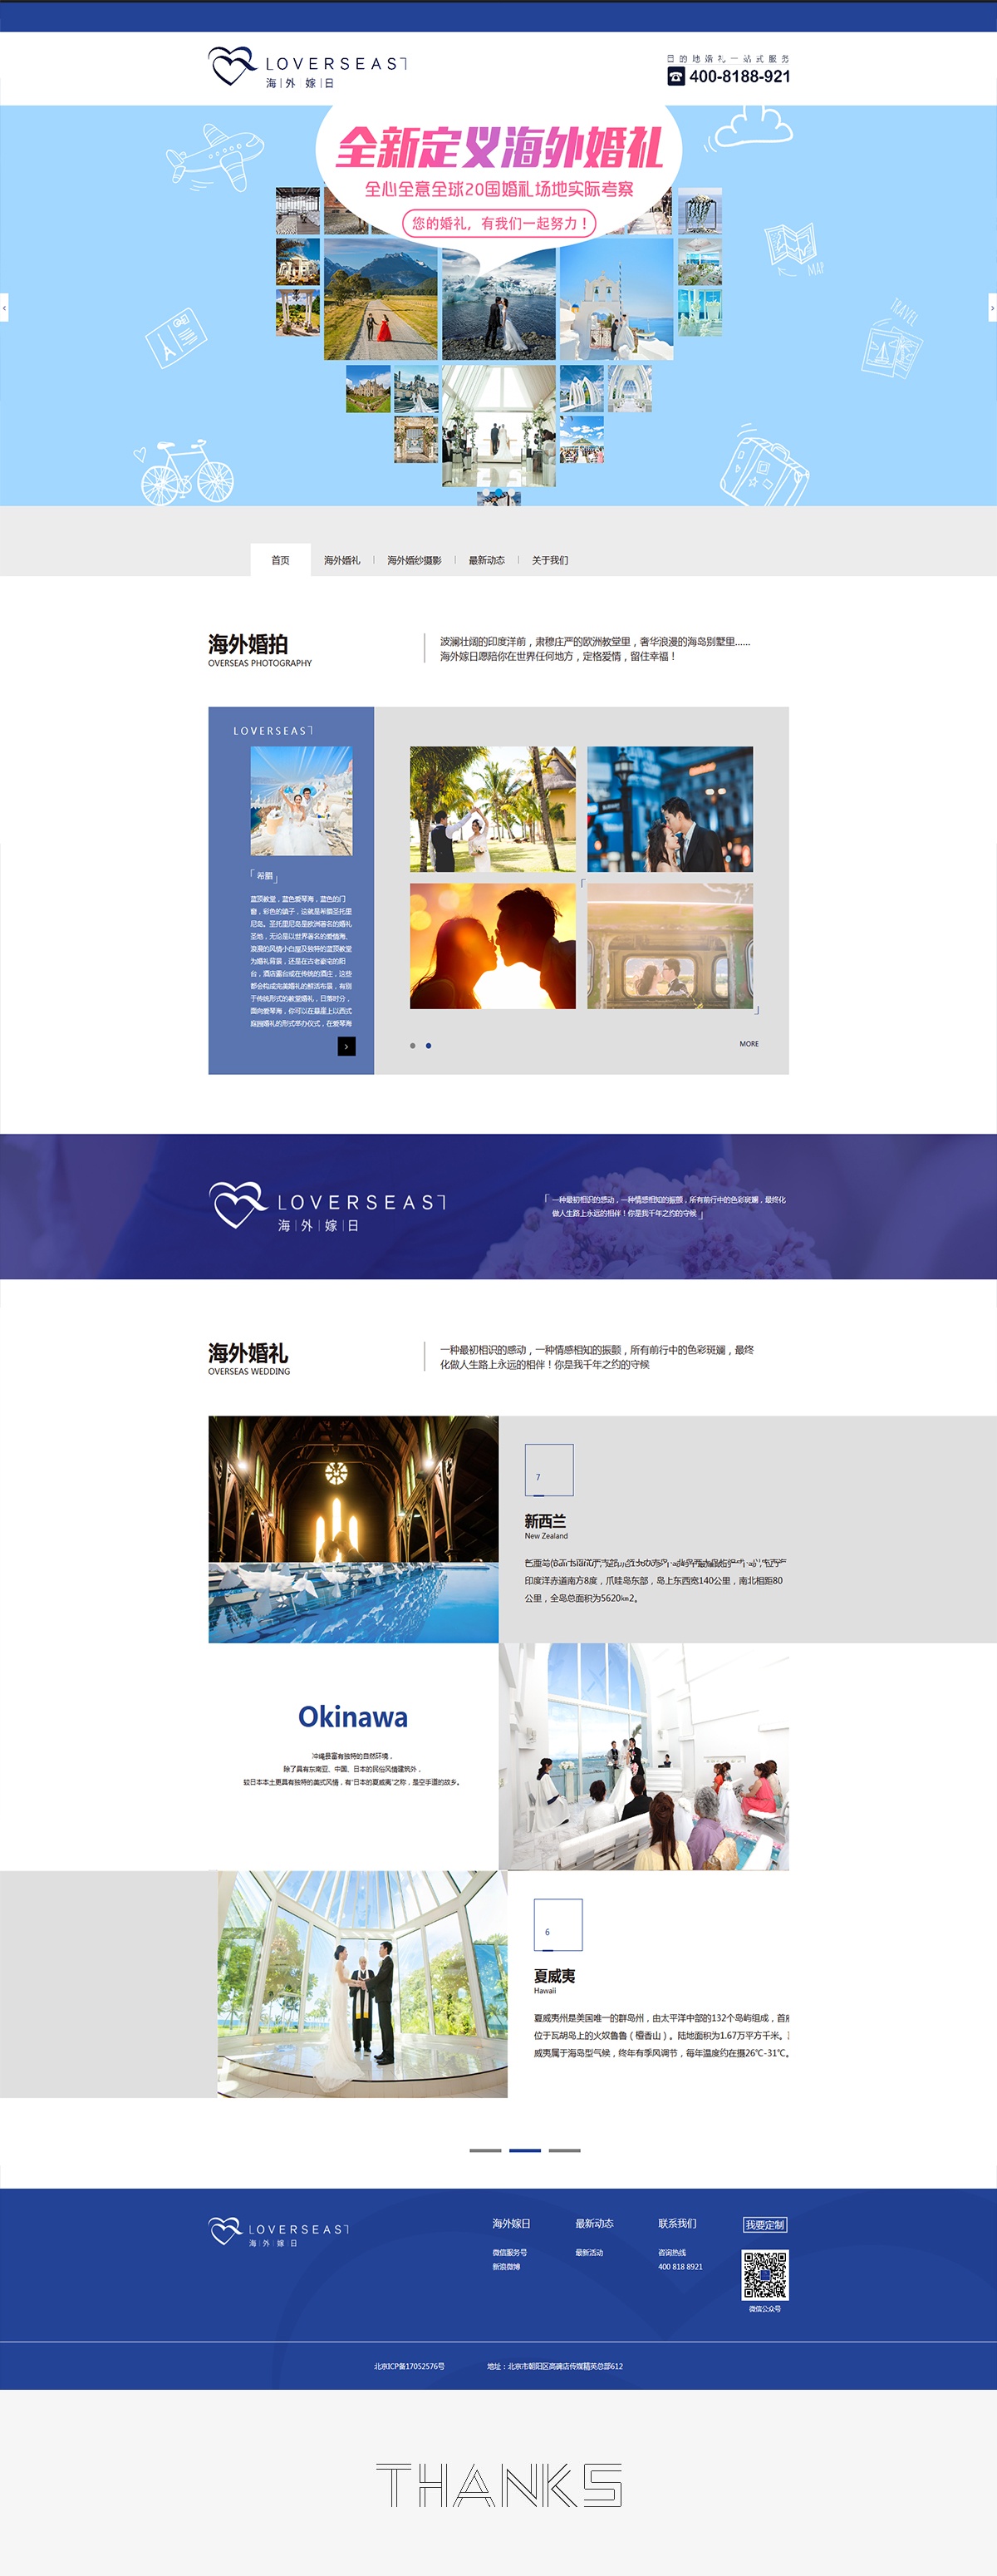 LOVERSEAST
海|外|嫁|日
目的地婚礼一站式服务
400-8188-921
全新定义海外婚礼
全心全意全球20国婚礼场地实际考察
您的婚礼，有我们一起努力！
MAP
TRAVEL
首页
海外婚礼 | 海外婚纱摄影 | 最新动态 | 关于我们
海外婚拍
OVERSEAS PHOTOGRAPHY
波澜壮阔的印度洋前，肃穆庄严的欧洲教堂里，奢华浪漫的海岛别墅里……
海外嫁日愿陪你在世界任何地方，定格爱情，留住幸福！
LOVERSEAST
「希腊」
蓝顶教堂，蓝色爱琴海，蓝色的门
窗，彩色的镇子，这就是希腊圣托里
尼岛。圣托里尼岛是欧洲著名的婚礼
圣地，无论是以世界著名的爱情海、
浪漫的风情小白屋及独特的蓝顶教堂
为婚礼背景，还是在古老豪宅的阳
台，酒店露台或在传统的酒庄，这些
都会构成完美婚礼的鲜活布景，有别
于传统形式的教堂婚礼，日落时分，
面向爱琴海，你可以在悬崖上以西式
庭园婚礼的形式举办仪式，在爱琴海
MORE
LOVERSEAST
海|外|嫁|日
「一种最初相识的感动，一种情感相知的振颤，所有前行中的色彩斑斓，最终化
做人生路上永远的相伴！你是我千年之约的守候」
海外婚礼
OVERSEAS WEDDING
一种最初相识的感动，一种情感相知的振颤，所有前行中的色彩斑斓，最终
化做人生路上永远的相伴！你是我千年之约的守候
7
新西兰
New Zealand
印度洋赤道南方8度，爪哇岛东部，岛上东西宽140公里，南北相距80
公里，全岛总面积为5620㎞2。
Okinawa
冲绳县富有独特的自然环境，
除了具有东南亚、中国、日本的民俗风情建筑外，
较日本本土更具有独特的美式风情，有“日本的夏威夷”之称，是空手道的故乡。
6
夏威夷
Hawaii
夏威夷州是美国唯一的群岛州，由太平洋中部的132个岛屿组成，首
位于瓦胡岛上的火奴鲁鲁（檀香山）。陆地面积为1.67万平方千米。
威夷属于海岛型气候，终年有季风调节，每年温度约在摄26℃-31℃。
LOVERSEAST
海|外|嫁|日
海外嫁日
微信服务号
新浪微博
最新动态
最新活动
联系我们
咨询热线
400 818 8921
我要定制
微信公众号
北京ICP备17052576号
地址：北京市朝阳区高碑店传媒精英总部612
THANKS